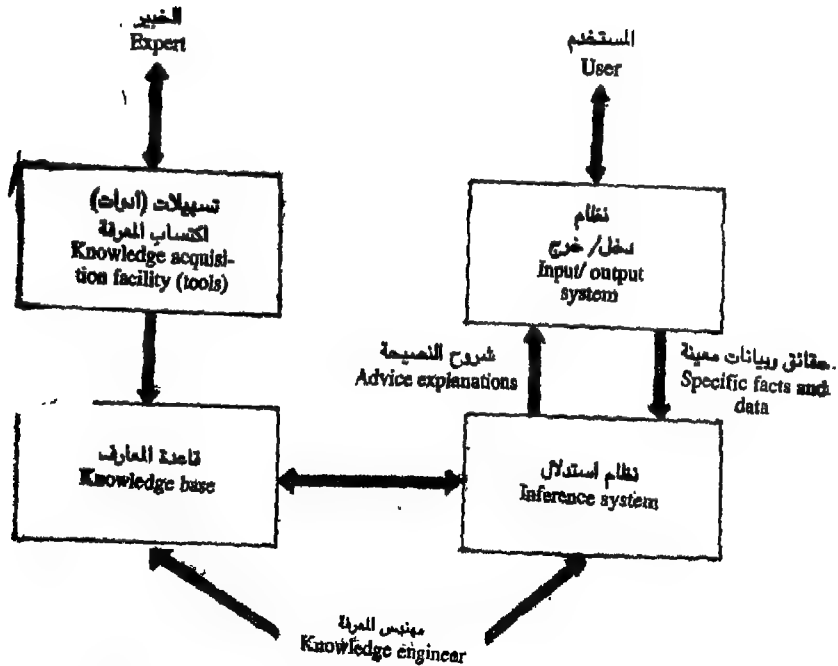 الخبير
Expert
المستخدم
User
تسهيلات (أدوات)
اكتساب المعرفة
Knowledge acquisi-
tion facility (tools)
نظام
دخل/ خرج
Input/ output
system
شروح النصيحة
Advice explanations
حقائق وبيانات معينة
Specific facts and
data
قاعدة المعارف
Knowledge base
نظام استدلال
Inference system
مهندس المعرفة
Knowledge engineer